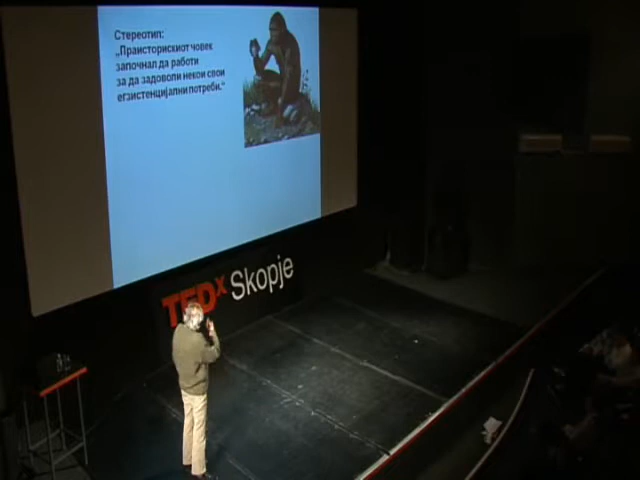 Стереотип:
„Праисторискиот човек
започнал да работи
за да задоволи некои свои
егзистенцијални потреби.“
TEDx Skopje